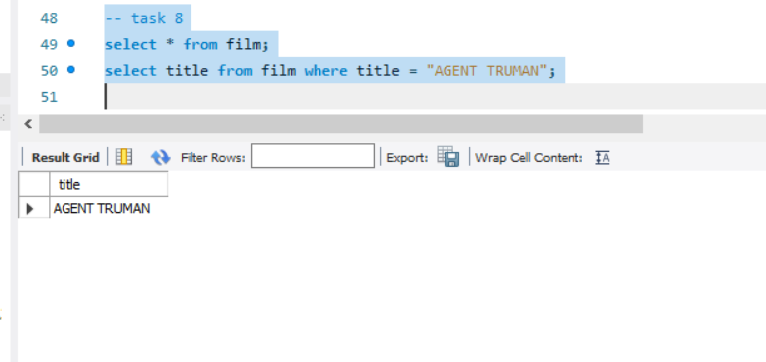 48 -- task 8
49 select * from film;
50 select title from film where title = "AGENT TRUMAN";
51
Result Grid Filter Rows: Export: Wrap Cell Content:
title
AGENT TRUMAN